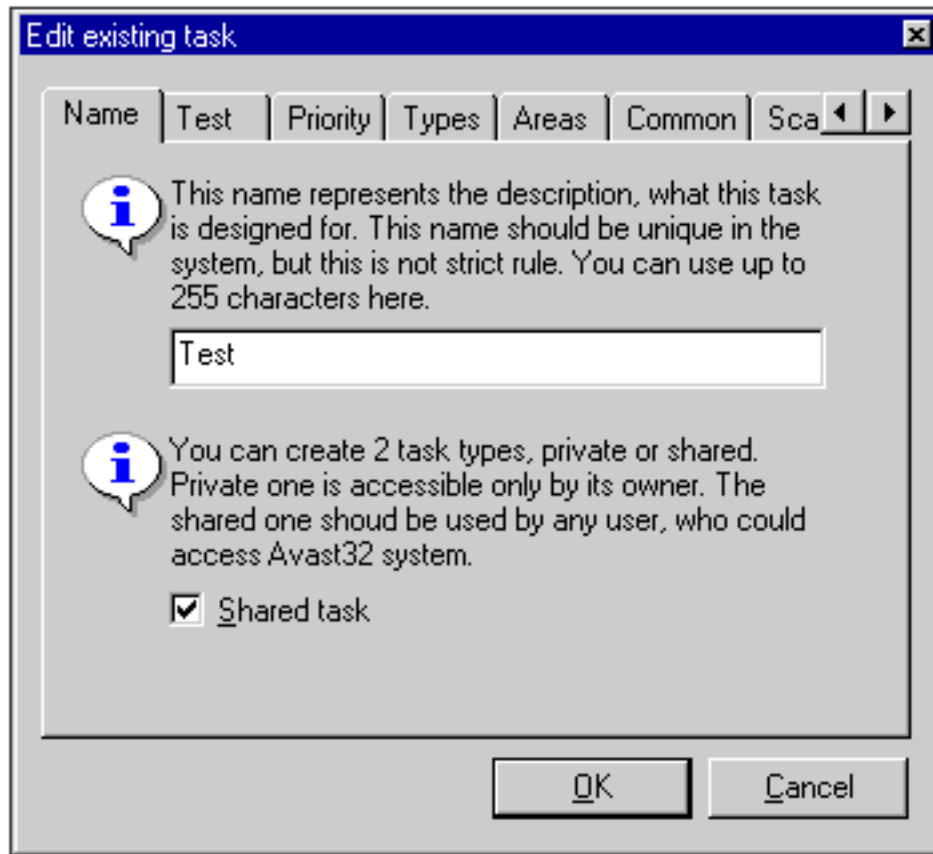 Edit existing task
Name Test Priority Types Areas Common Sca
This name represents the description, what this task
is designed for. This name should be unique in the
system, but this is not strict rule. You can use up to
255 characters here.
Test
You can create 2 task types, private or shared.
Private one is accessible only by its owner. The
shared one shoud be used by any user, who could
access Avast32 system.
Shared task
OK Cancel